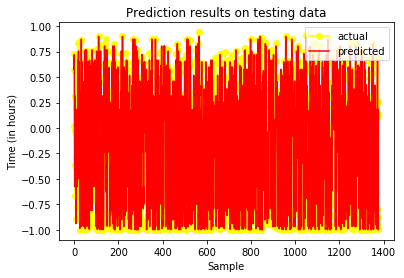 Prediction results on testing data
1.00
0.75
0.50
0.25
0.00
−0.25
−0.50
−0.75
−1.00
Time (in hours)
actual
predicted
0 200 400 600 800 1000 1200 1400
Sample